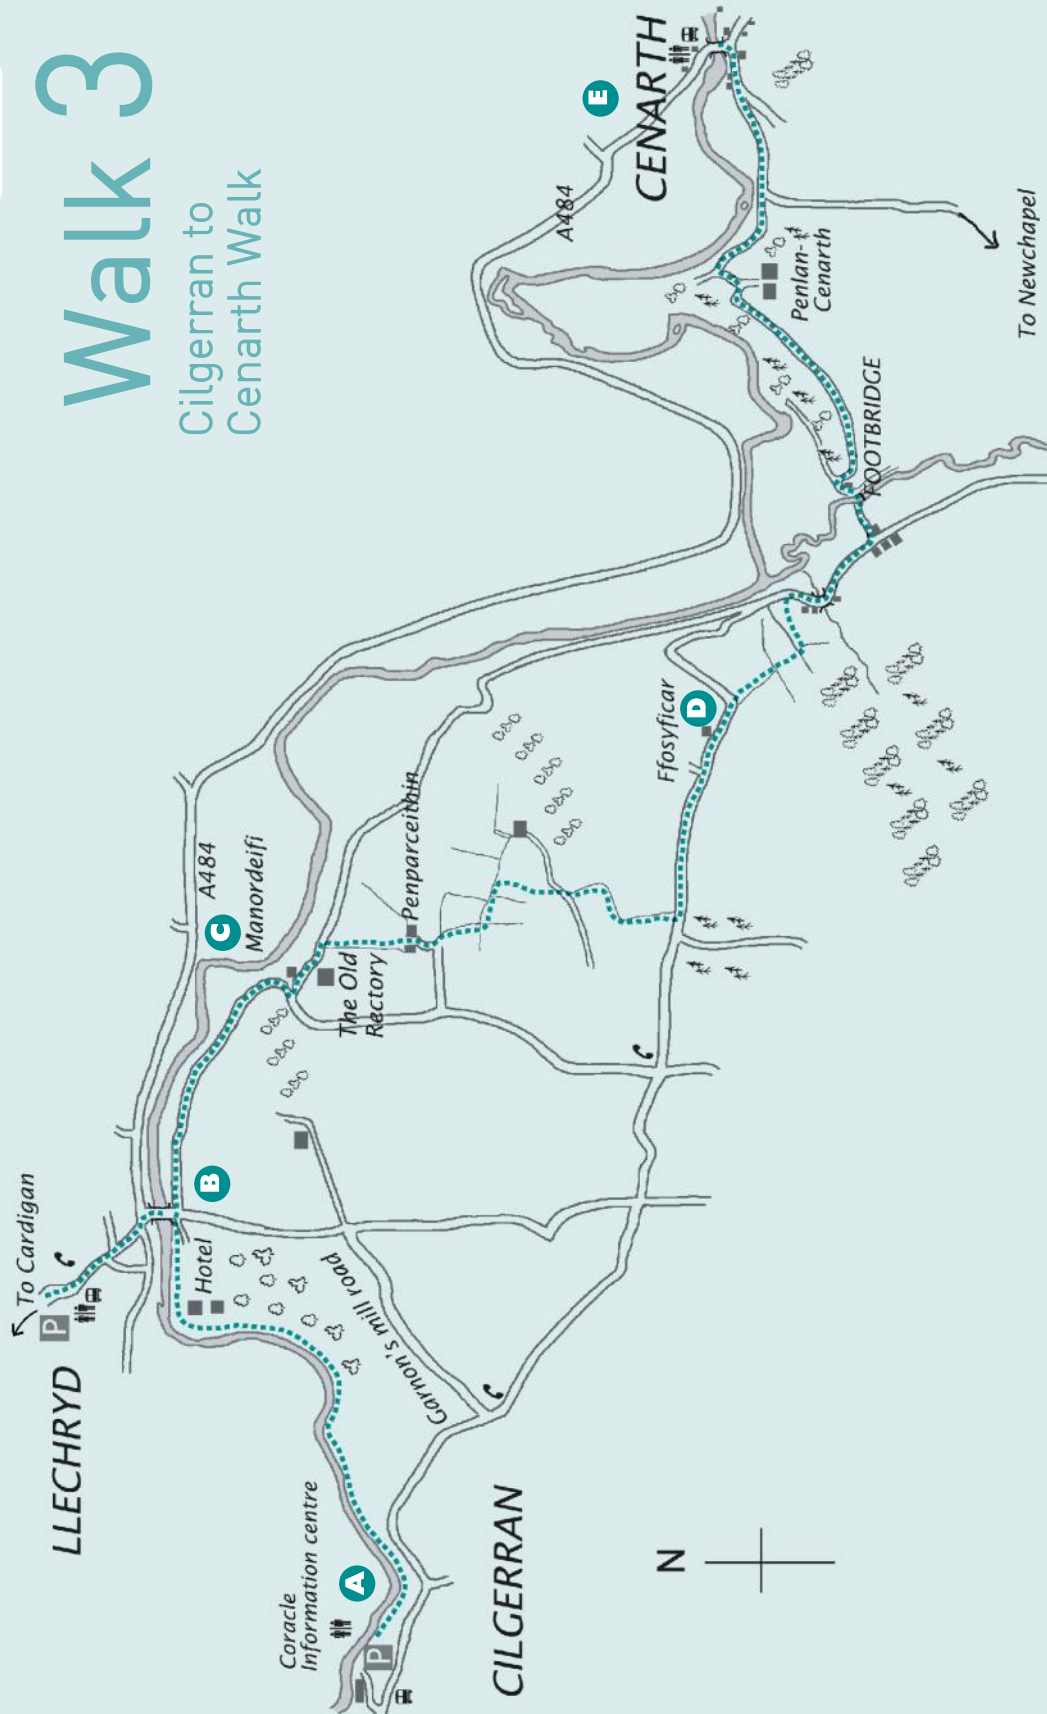 Walk 3
Cilgerran to
Cenarth Walk
LLECHRYD
To Cardigan
P
Hotel
B
A484
C
Manordeifi
The Old
Rectory
Penparceithin
Garnon's mill road
Coracle
Information centre
A
P
CILGERRAN
N
Ffosyficar
D
FOOTBRIDGE
Penlan-
Cenarth
A484
E
CENARTH
To Newchapel